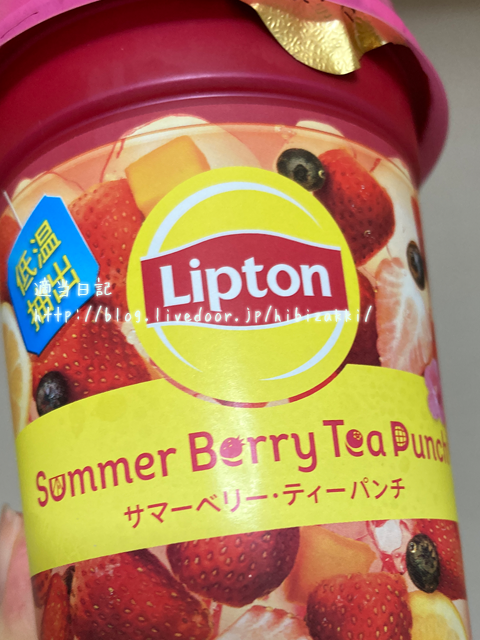 低温
抽出
適当日記
http://blog.livedoor.jp/hibizakki/
Lipton
Summer Berry Tea Punch
サマーベリー・ティーパンチ